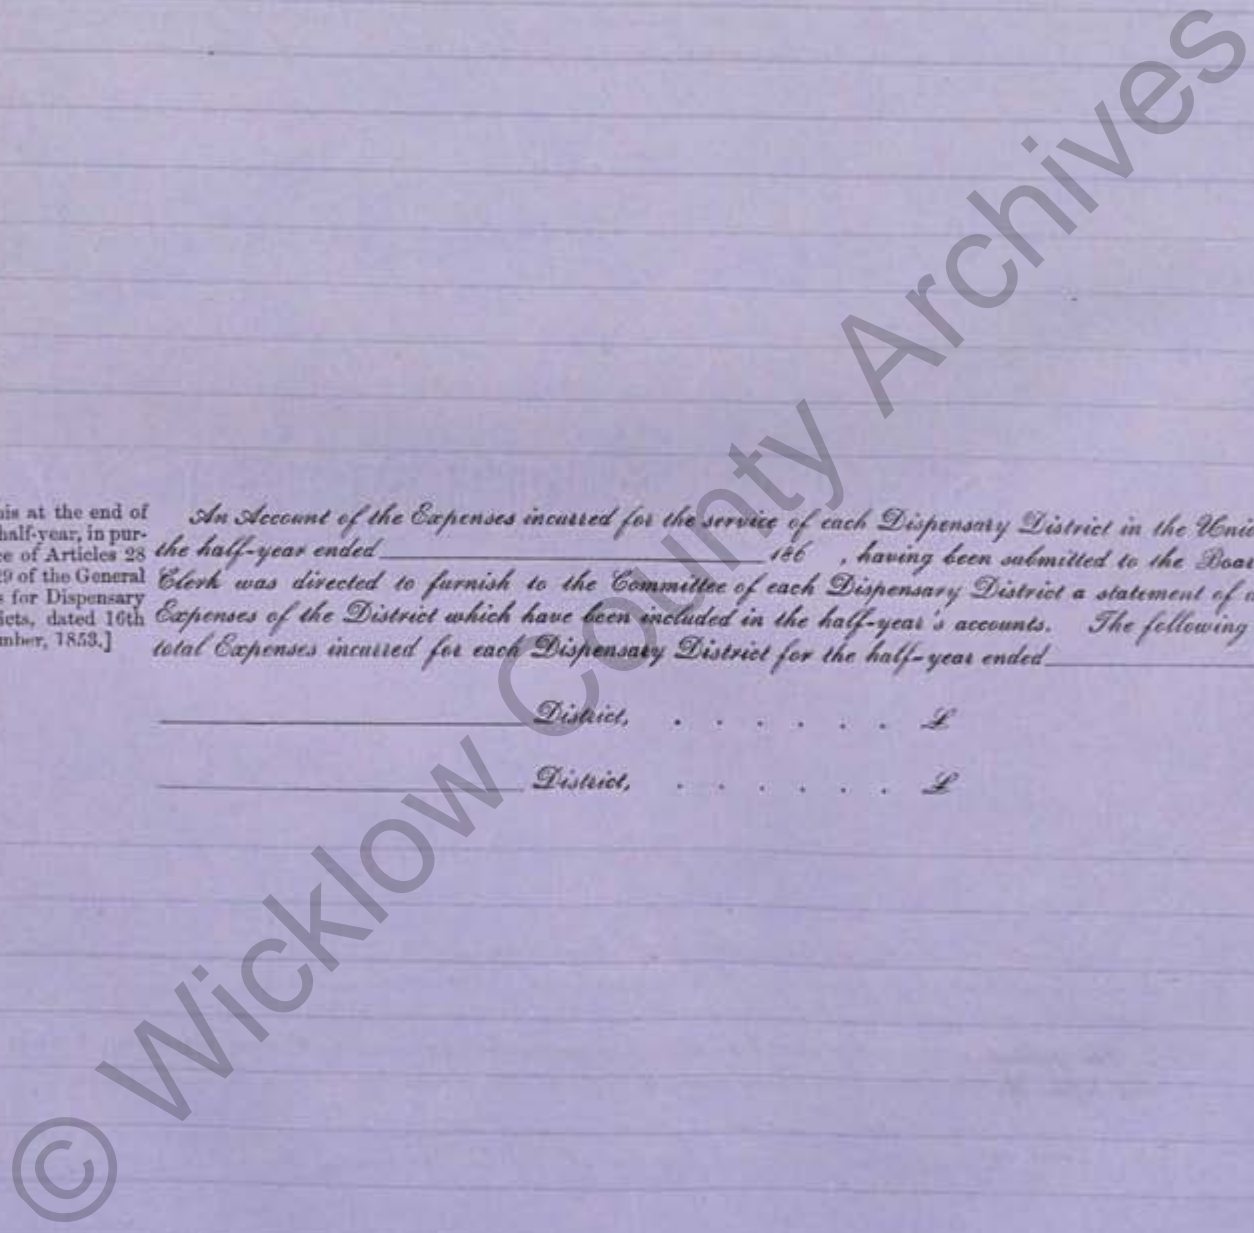 his at the end of
half-year, in pur-
ce of Articles 28
29 of the General
s for Dispensary
icts, dated 16th
mber, 1853.]
An Account of the Expenses incurred for the service of each Dispensary District in the Unio
the half-year ended 186 , having been submitted to the Boar
Clerk was directed to furnish to the Committee of each Dispensary District a statement of
Expenses of the District which have been included in the half-year's accounts. The following
total Expenses incurred for each Dispensary District for the half-year ended
District, . . . . . . £
District, . . . . . . £
© Wicklow County Archives